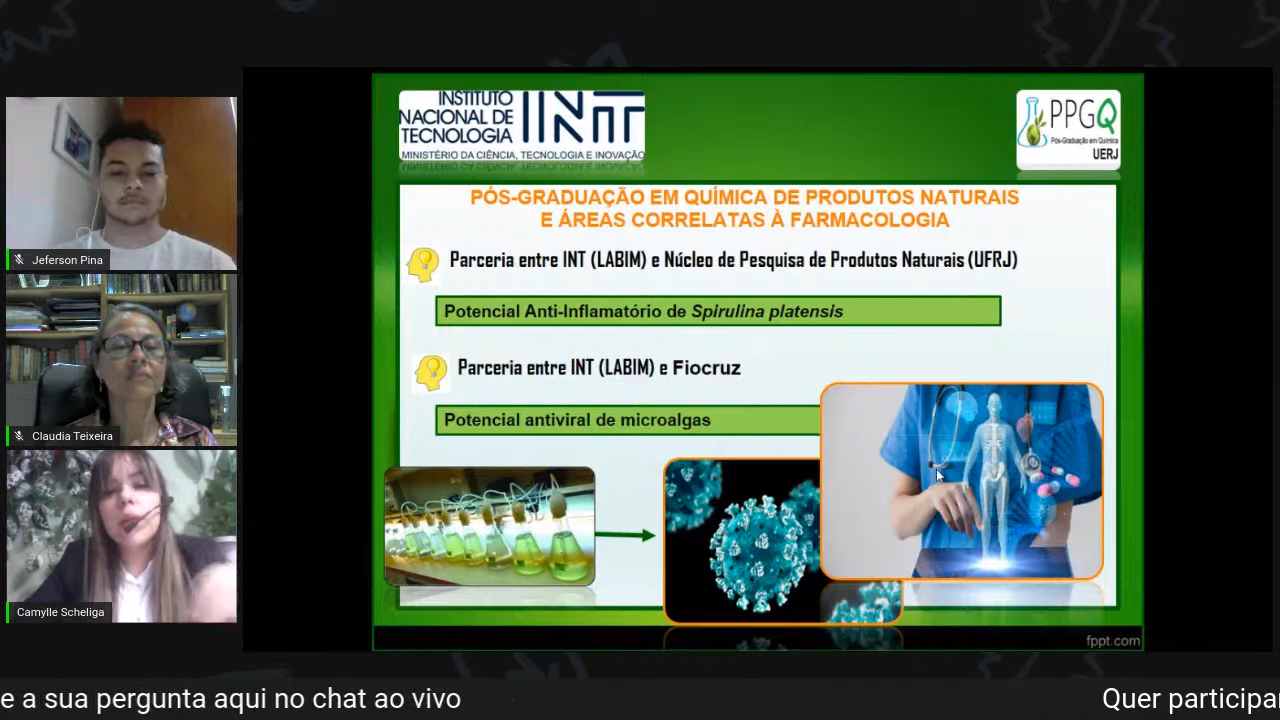 INSTITUTO
NACIONAL DE
TECNOLOGIA
INT
MINISTÉRIO DA CIÊNCIA, TECNOLOGIA E INOVAÇÃO
PPGQ
Pós-Graduação em Química
UERJ
PÓS-GRADUAÇÃO EM QUÍMICA DE PRODUTOS NATURAIS
E ÁREAS CORRELATAS À FARMACOLOGIA
Parceria entre INT (LABIM) e Núcleo de Pesquisa de Produtos Naturais (UFRJ)
Potencial Anti-Inflamatório de Spirulina platensis
Parceria entre INT (LABIM) e Fiocruz
Potencial antiviral de microalgas
fppt.com
Jeferson Pina
Claudia Teixeira
Camylle Scheliga
e a sua pergunta aqui no chat ao vivo
Quer participa